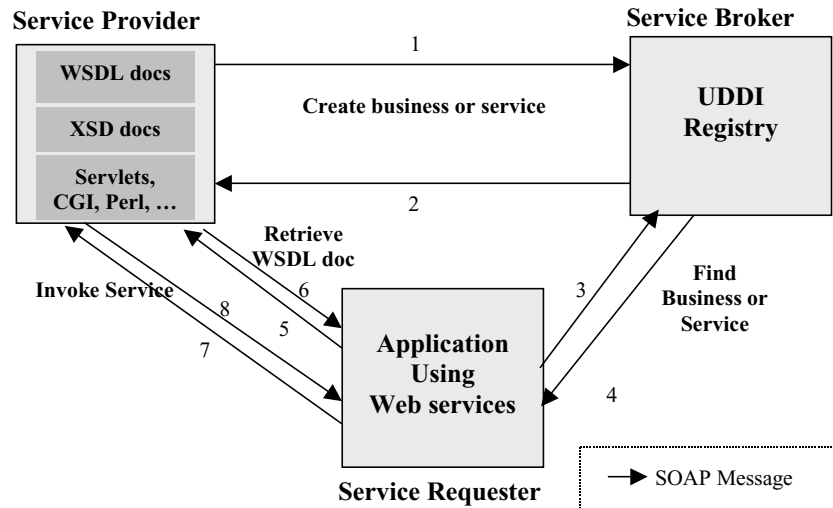 Service Provider
Service Broker
WSDL docs
XSD docs
Servlets,
CGI, Perl, …
1
Create business or service
UDDI
Registry
2
Retrieve
WSDL doc
Invoke Service
6
8
5
7
3
Find
Business or
Service
4
Application
Using
Web services
Service Requester
SOAP Message